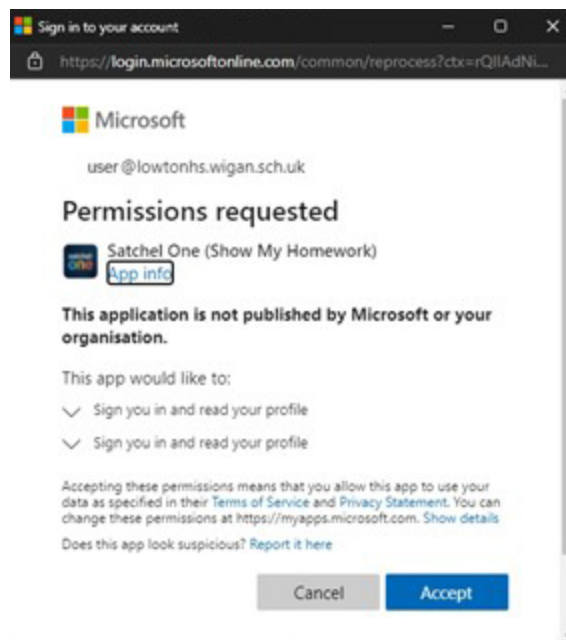 Sign in to your account
https://login.microsoftonline.com/common/reprocess?ctx=rQIIAdNi...
Microsoft
user@lowtonhs.wigan.sch.uk
Permissions requested
satchel
one
Satchel One (Show My Homework)
App info
This application is not published by Microsoft or your
organisation.
This app would like to:
Sign you in and read your profile
Sign you in and read your profile
Accepting these permissions means that you allow this app to use your
data as specified in their Terms of Service and Privacy Statement. You can
change these permissions at https://myapps.microsoft.com. Show details
Does this app look suspicious? Report it here
Cancel Accept